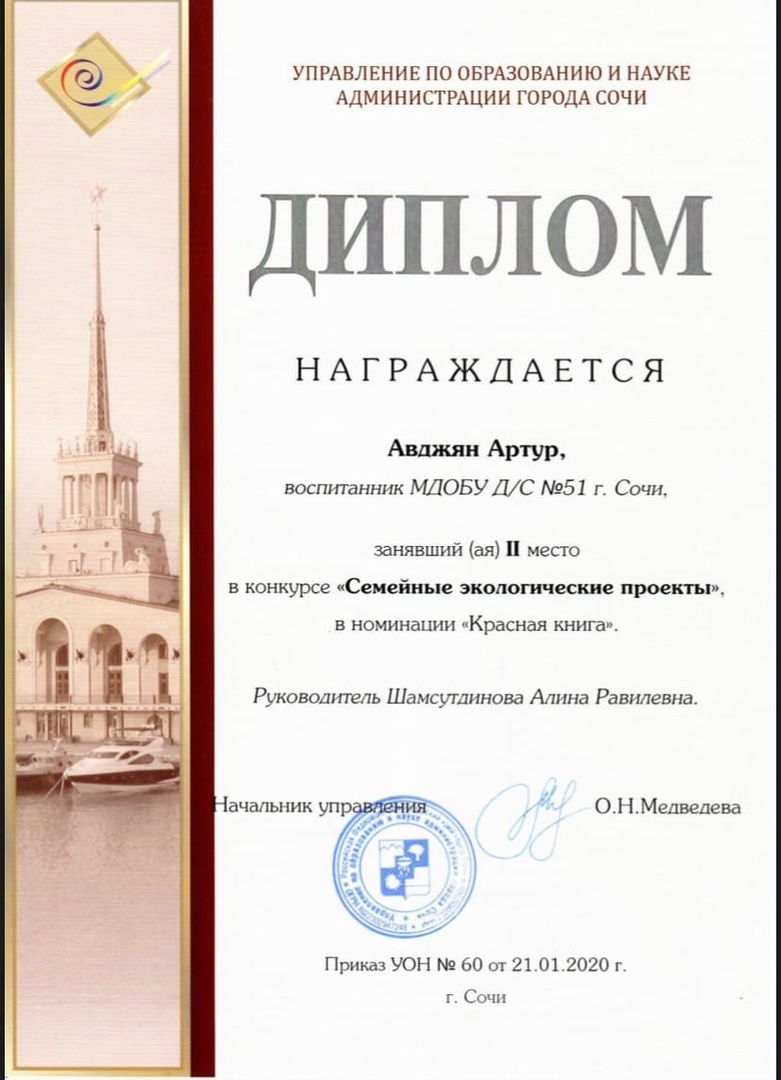 УПРАВЛЕНИЕ ПО ОБРАЗОВАНИЮ И НАУКЕ
АДМИНИСТРАЦИИ ГОРОДА СОЧИ
ДИПЛОМ
НАГРАЖДАЕТСЯ
Авджян Артур,
воспитанник МДОБУ Д/С №51 г. Сочи,
занявший (ая) II место
в конкурсе «Семейные экологические проекты»,
в номинации «Красная книга».
Руководитель Шамсутдинова Алина Равилевна.
Начальник управления О.Н.Медведева
Приказ УОН № 60 от 21.01.2020 г.
г. Сочи